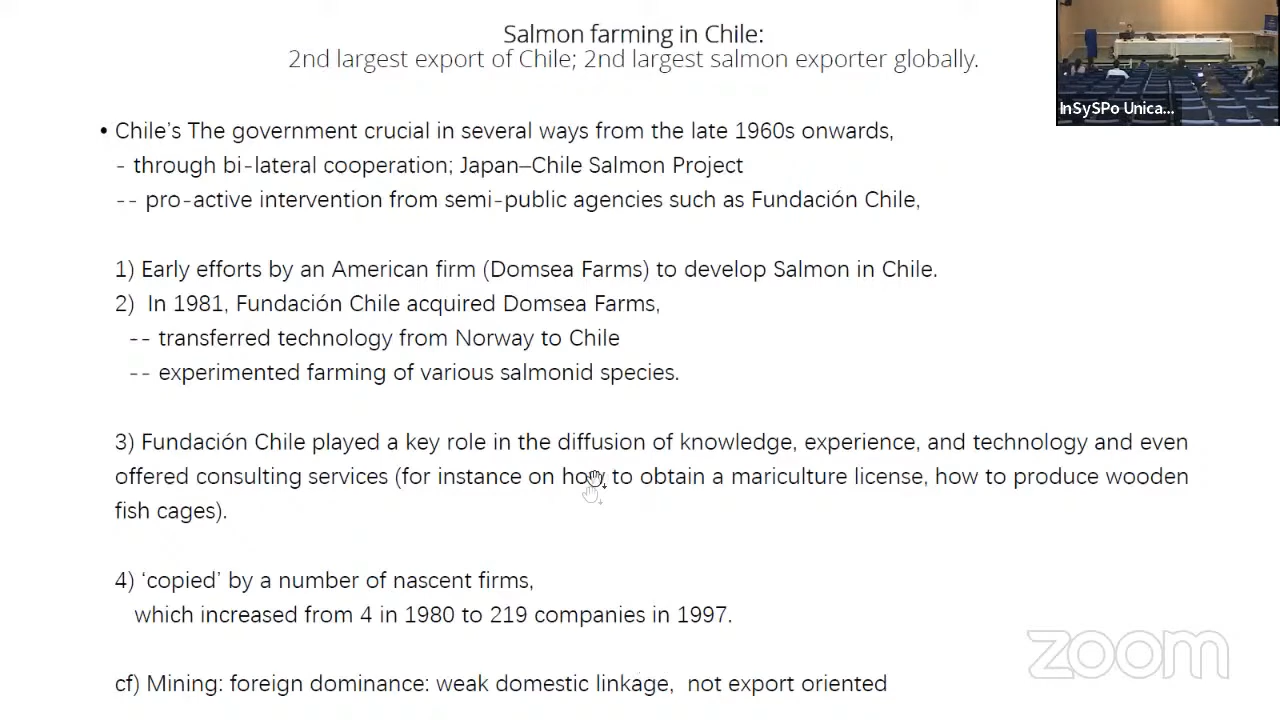 Salmon farming in Chile:
2nd largest export of Chile; 2nd largest salmon exporter globally.
InSySPo Unica...
• Chile's The government crucial in several ways from the late 1960s onwards,
- through bi-lateral cooperation; Japan–Chile Salmon Project
-- pro-active intervention from semi-public agencies such as Fundación Chile,
1) Early efforts by an American firm (Domsea Farms) to develop Salmon in Chile.
2) In 1981, Fundación Chile acquired Domsea Farms,
-- transferred technology from Norway to Chile
-- experimented farming of various salmonid species.
3) Fundación Chile played a key role in the diffusion of knowledge, experience, and technology and even
offered consulting services (for instance on how to obtain a mariculture license, how to produce wooden
fish cages).
4) ‘copied’ by a number of nascent firms,
which increased from 4 in 1980 to 219 companies in 1997.
zoom
cf) Mining: foreign dominance: weak domestic linkage, not export oriented